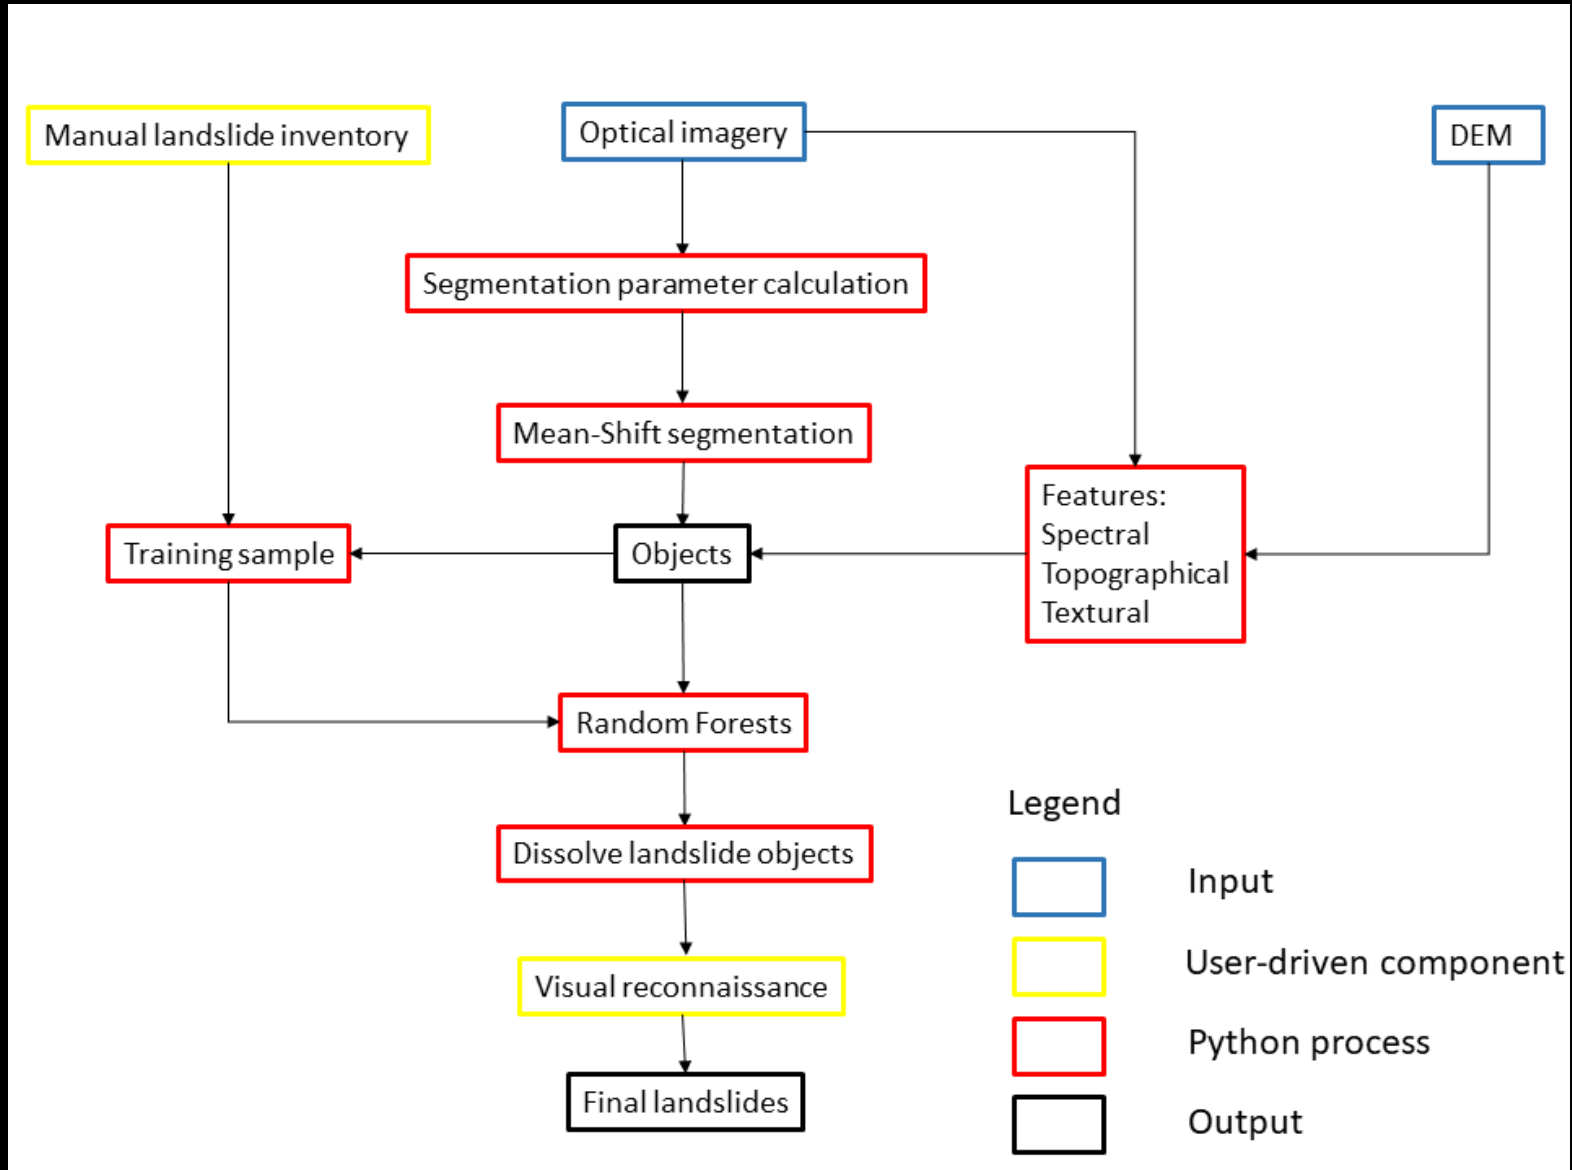 Manual landslide inventory
Optical imagery
DEM
Segmentation parameter calculation
Mean-Shift segmentation
Features:
Spectral
Topographical
Textural
Training sample
Objects
Random Forests
Dissolve landslide objects
Visual reconnaissance
Final landslides
Legend
Input
User-driven component
Python process
Output